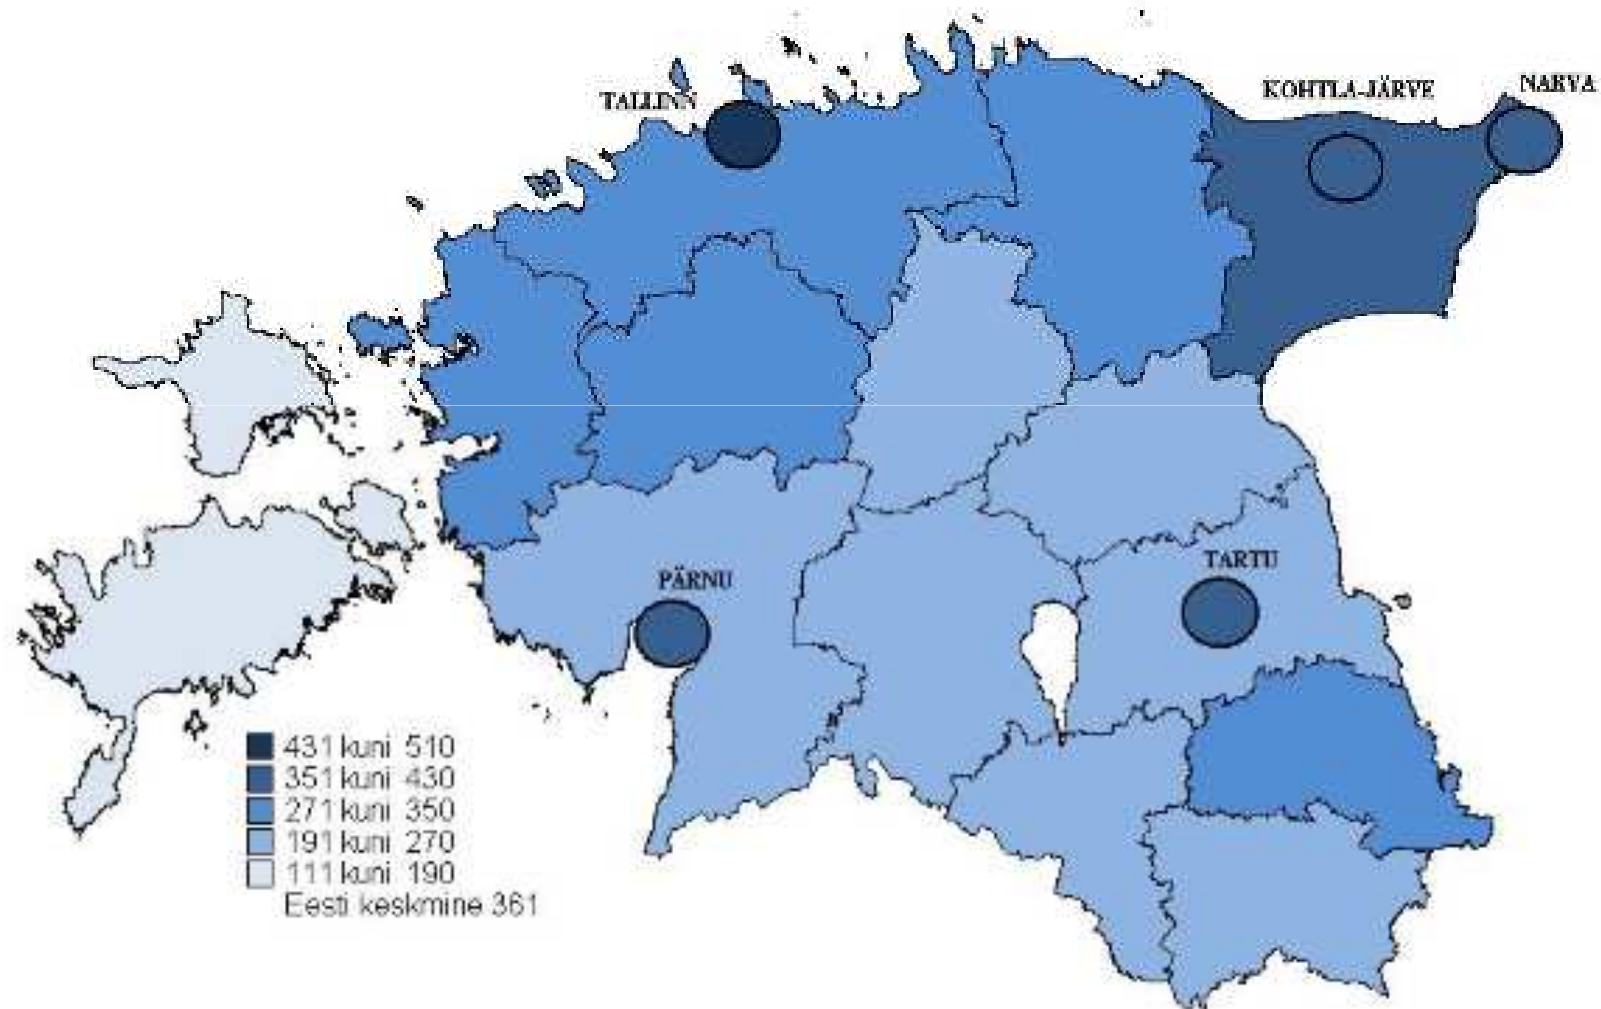 TALLINN
KOHTLA-JÄRVE
NARVA
PÄRNU
TARTU
431 kuni 510
351 kuni 430
271 kuni 350
191 kuni 270
111 kuni 190
Eesti keskmine 361